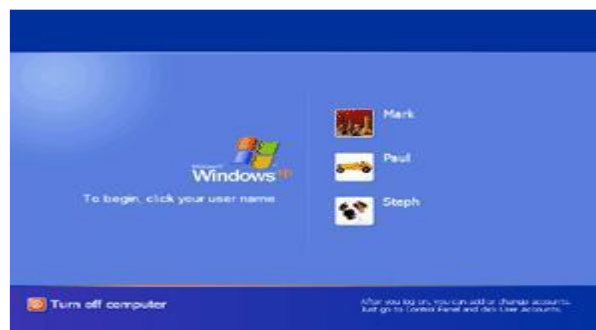 Microsoft
Windows xp
To begin, click your user name
Mark
Paul
Steph
Turn off computer
After you log on, you can add or change accounts.
Just go to Control Panel and click User Accounts.